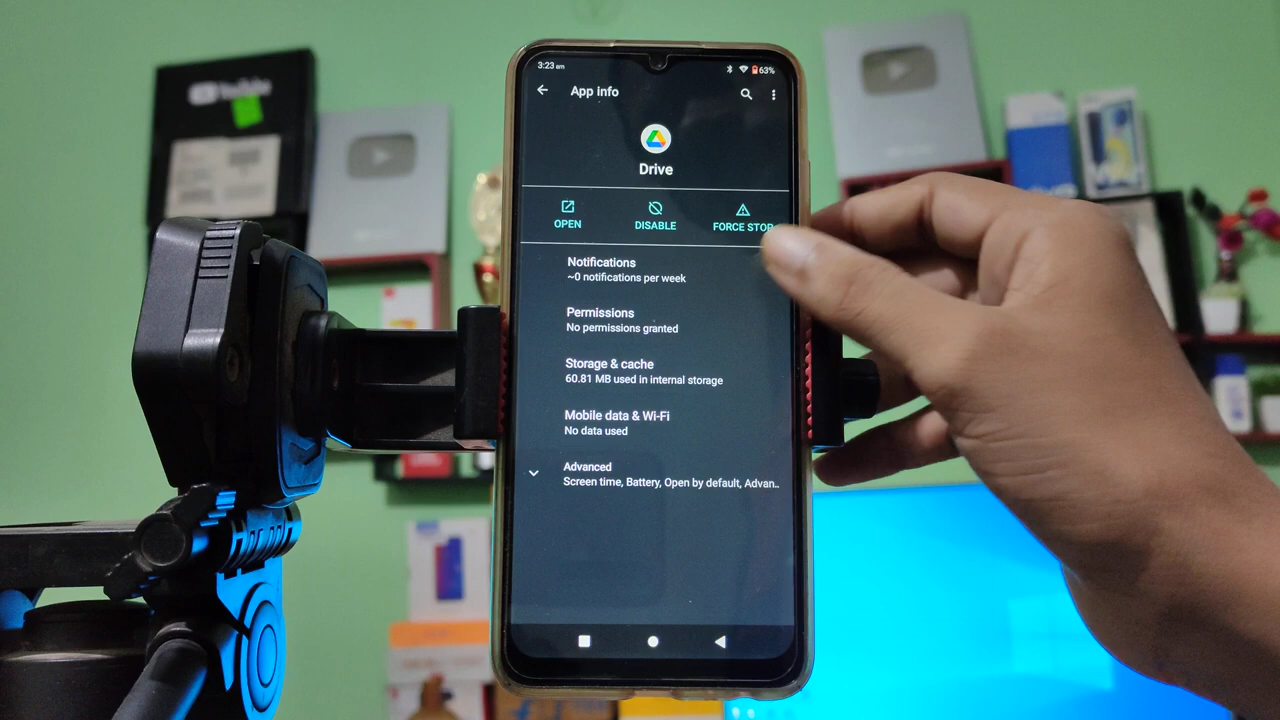 YouTube
3:23 am
63%
App info
Drive
OPEN
DISABLE
FORCE STOP
Notifications
~0 notifications per week
Permissions
No permissions granted
Storage & cache
60.81 MB used in internal storage
Mobile data & Wi-Fi
No data used
Advanced
Screen time, Battery, Open by default, Advan..